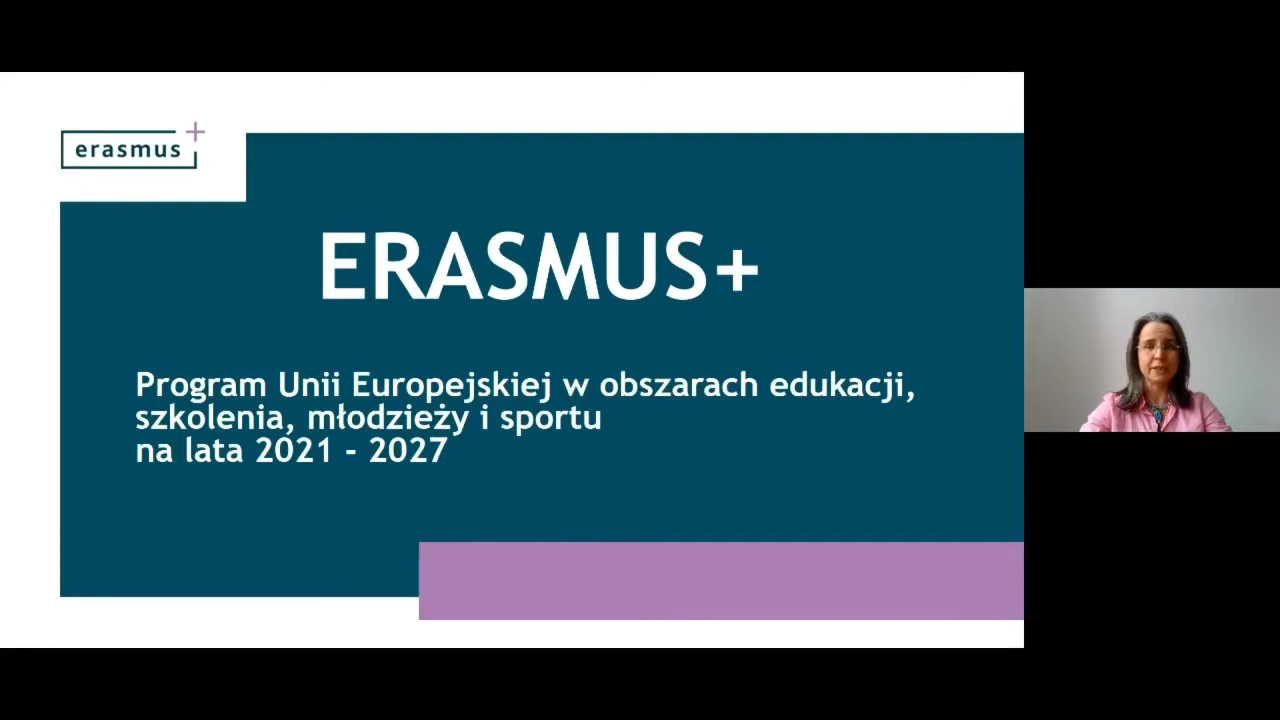 erasmus+
ERASMUS+
Program Unii Europejskiej w obszarach edukacji,
szkolenia, młodzieży i sportu
na lata 2021 - 2027